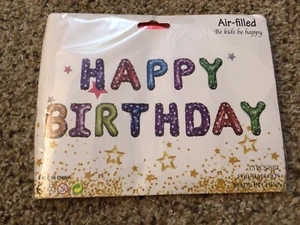 Air-filled
Be kids be happy
HAPPY
BIRTHDAY
MADE IN CHINA